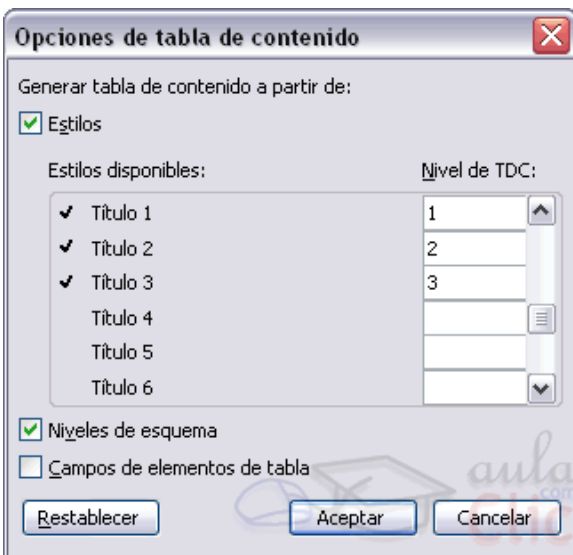 Opciones de tabla de contenido
Generar tabla de contenido a partir de:
Estilos
Estilos disponibles: Nivel de TDC:
Título 1 1
Título 2 2
Título 3 3
Título 4
Título 5
Título 6
Niveles de esquema
Campos de elementos de tabla
aula
.com
Clic
Restablecer Aceptar Cancelar